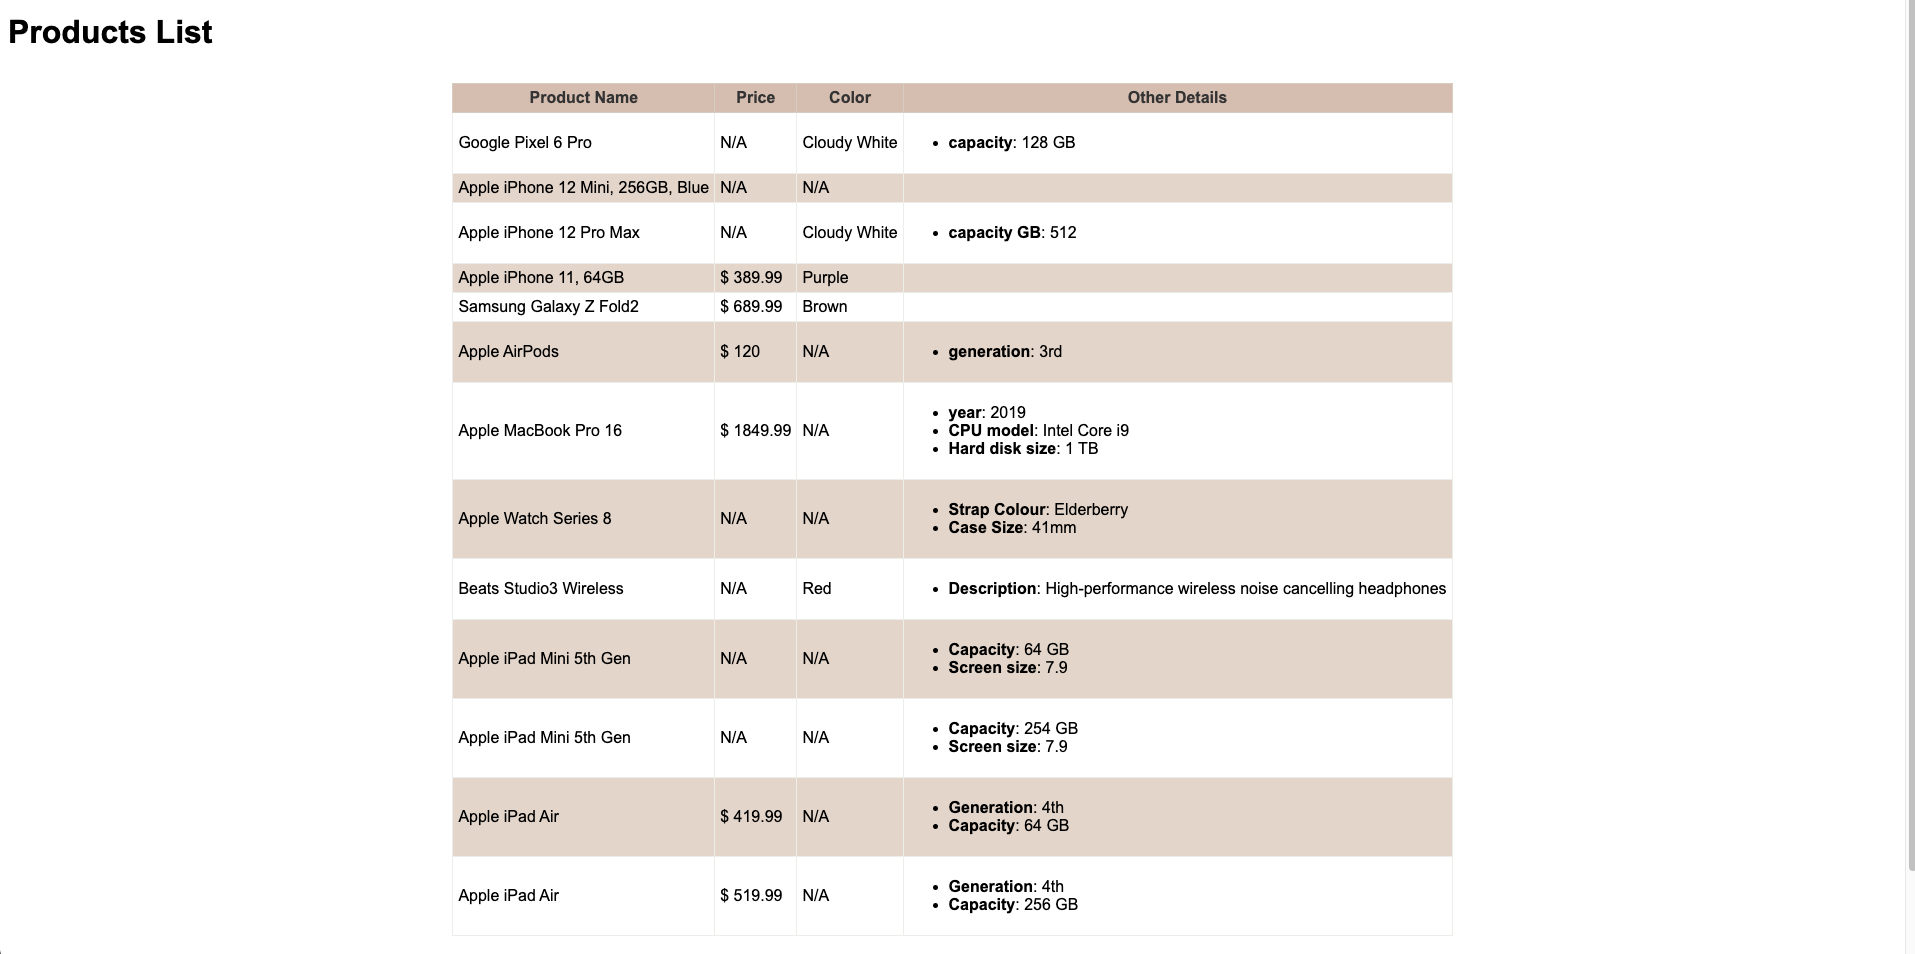 Products List
Product Name Price Color Other Details
Google Pixel 6 Pro N/A Cloudy White • capacity: 128 GB
Apple iPhone 12 Mini, 256GB, Blue N/A N/A
Apple iPhone 12 Pro Max N/A Cloudy White • capacity GB: 512
Apple iPhone 11, 64GB $ 389.99 Purple
Samsung Galaxy Z Fold2 $ 689.99 Brown
Apple AirPods $ 120 N/A • generation: 3rd
Apple MacBook Pro 16 $ 1849.99 N/A • year: 2019
• CPU model: Intel Core i9
• Hard disk size: 1 TB
Apple Watch Series 8 N/A N/A • Strap Colour: Elderberry
• Case Size: 41mm
Beats Studio3 Wireless N/A Red • Description: High-performance wireless noise cancelling headphones
Apple iPad Mini 5th Gen N/A N/A • Capacity: 64 GB
• Screen size: 7.9
Apple iPad Mini 5th Gen N/A N/A • Capacity: 254 GB
• Screen size: 7.9
Apple iPad Air $ 419.99 N/A • Generation: 4th
• Capacity: 64 GB
Apple iPad Air $ 519.99 N/A • Generation: 4th
• Capacity: 256 GB